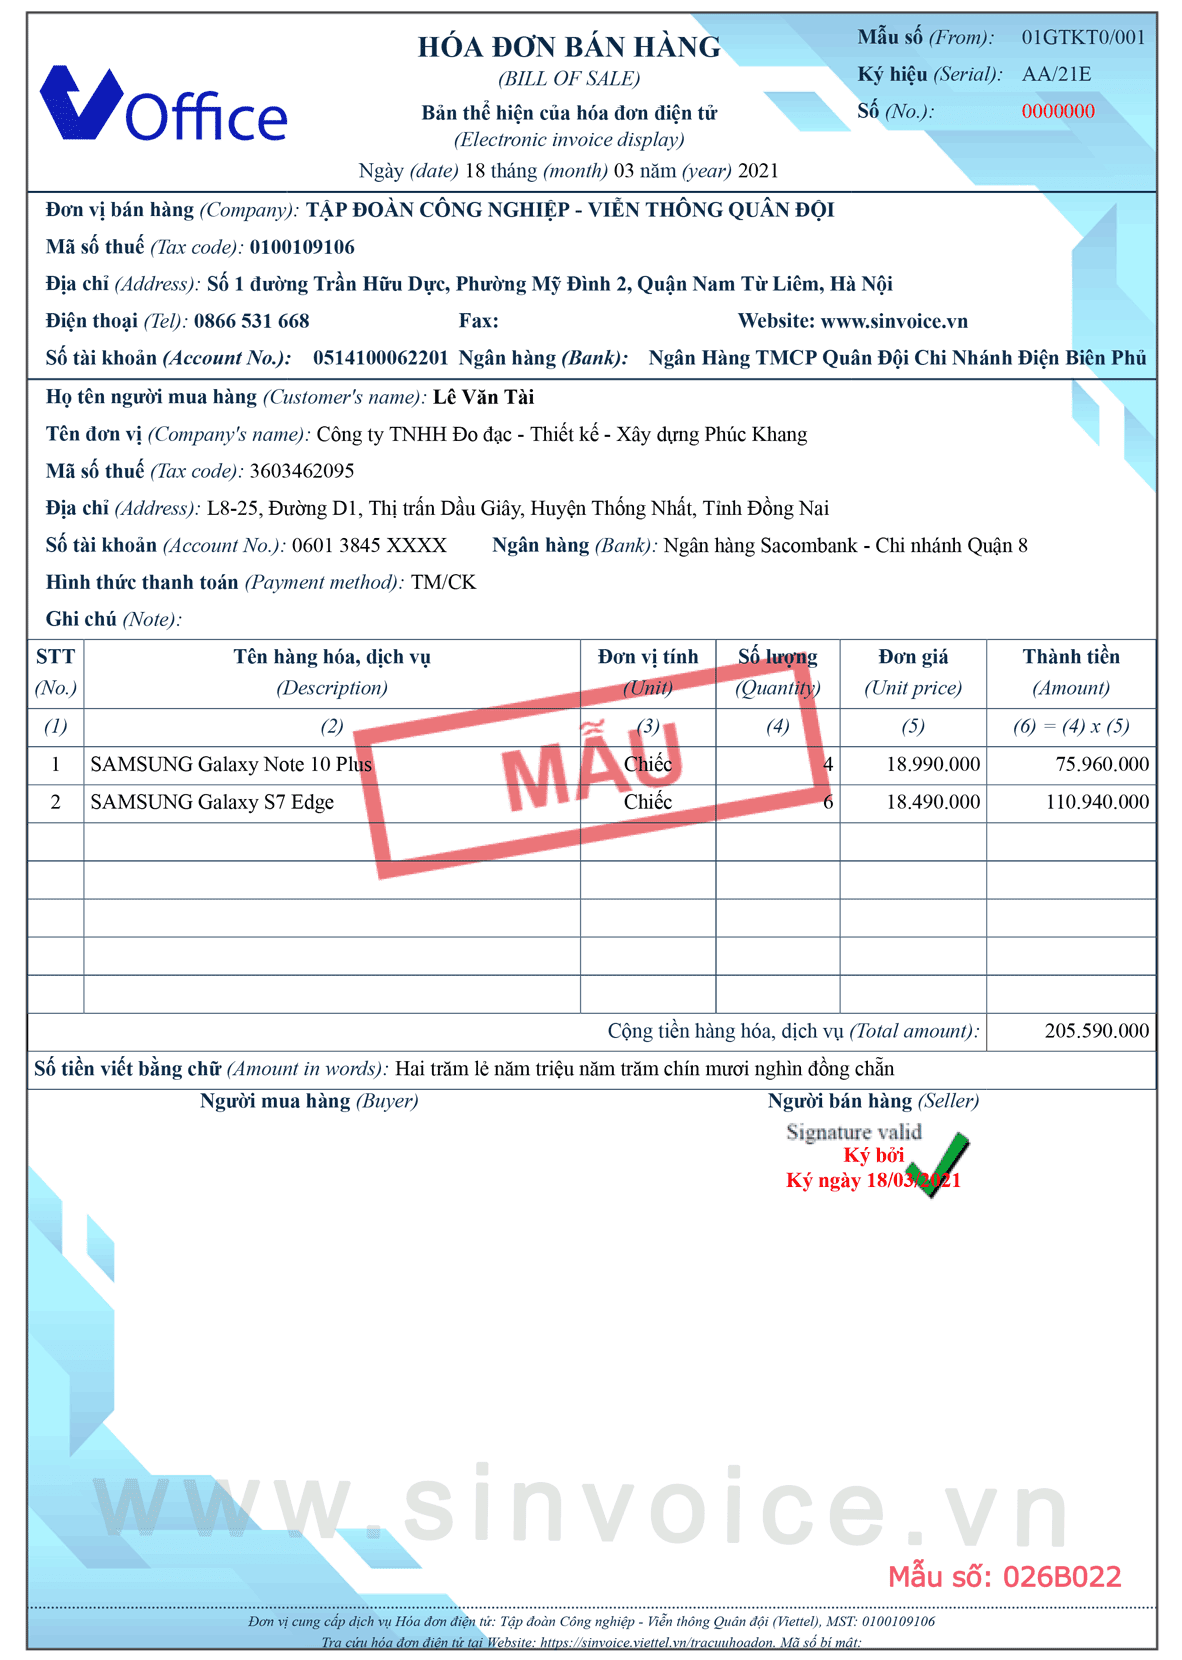 Office
HÓA ĐƠN BÁN HÀNG
(BILL OF SALE)
Bản thể hiện của hóa đơn điện tử
(Electronic invoice display)
Ngày (date) 18 tháng (month) 03 năm (year) 2021
Mẫu số (From): 01GTKT0/001
Ký hiệu (Serial): AA/21E
Số (No.): 0000000
Đơn vị bán hàng (Company): TẬP ĐOÀN CÔNG NGHIỆP - VIỄN THÔNG QUÂN ĐỘI
Mã số thuế (Tax code): 0100109106
Địa chỉ (Address): Số 1 đường Trần Hữu Dực, Phường Mỹ Đình 2, Quận Nam Từ Liêm, Hà Nội
Điện thoại (Tel): 0866 531 668 Fax: Website: www.sinvoice.vn
Số tài khoản (Account No.): 0514100062201 Ngân hàng (Bank): Ngân Hàng TMCP Quân Đội Chi Nhánh Điện Biên Phủ
Họ tên người mua hàng (Customer's name): Lê Văn Tài
Tên đơn vị (Company's name): Công ty TNHH Đo đạc - Thiết kế - Xây dựng Phúc Khang
Mã số thuế (Tax code): 3603462095
Địa chỉ (Address): L8-25, Đường D1, Thị trấn Dầu Giây, Huyện Thống Nhất, Tỉnh Đồng Nai
Số tài khoản (Account No.): 0601 3845 XXXX Ngân hàng (Bank): Ngân hàng Sacombank - Chi nhánh Quận 8
Hình thức thanh toán (Payment method): TM/CK
Ghi chú (Note):
STT Tên hàng hóa, dịch vụ Đơn vị tính Số lượng Đơn giá Thành tiền
(No.) (Description) (Unit) (Quantity) (Unit price) (Amount)
(1) (2) (3) (4) (5) (6) = (4) x (5)
1 SAMSUNG Galaxy Note 10 Plus Chiếc 4 18.990.000 75.960.000
2 SAMSUNG Galaxy S7 Edge Chiếc 6 18.490.000 110.940.000
MẪU
Cộng tiền hàng hóa, dịch vụ (Total amount): 205.590.000
Số tiền viết bằng chữ (Amount in words): Hai trăm lẻ năm triệu năm trăm chín mươi nghìn đồng chẵn
Người mua hàng (Buyer) Người bán hàng (Seller)
Signature valid
Ký bởi
Ký ngày 18/03/2021
www.sinvoice.vn
Mẫu số: 026B022
Đơn vị cung cấp dịch vụ Hóa đơn điện tử: Tập đoàn Công nghiệp - Viễn thông Quân đội (Viettel), MST: 0100109106
Tra cứu hóa đơn điện tử tại Website: https://sinvoice.viettel.vn/tracuuhoadon. Mã số bí mật: